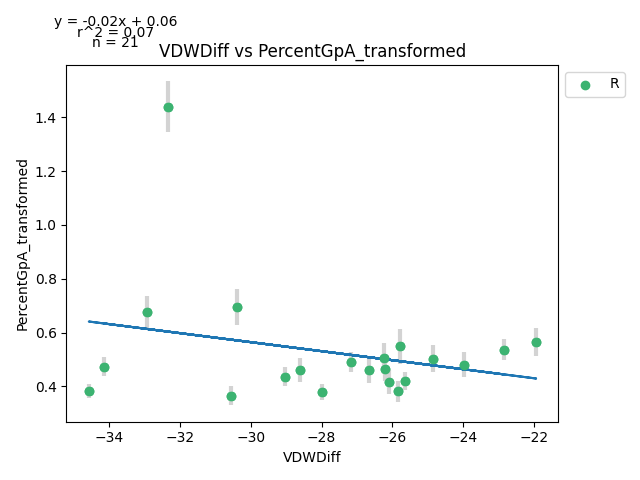 y = -0.02x + 0.06
r^2 = 0.07
n = 21
VDWDiff vs PercentGpA_transformed
R
PercentGpA_transformed
1.4
1.2
1.0
0.8
0.6
0.4
−34 −32 −30 −28 −26 −24 −22
VDWDiff